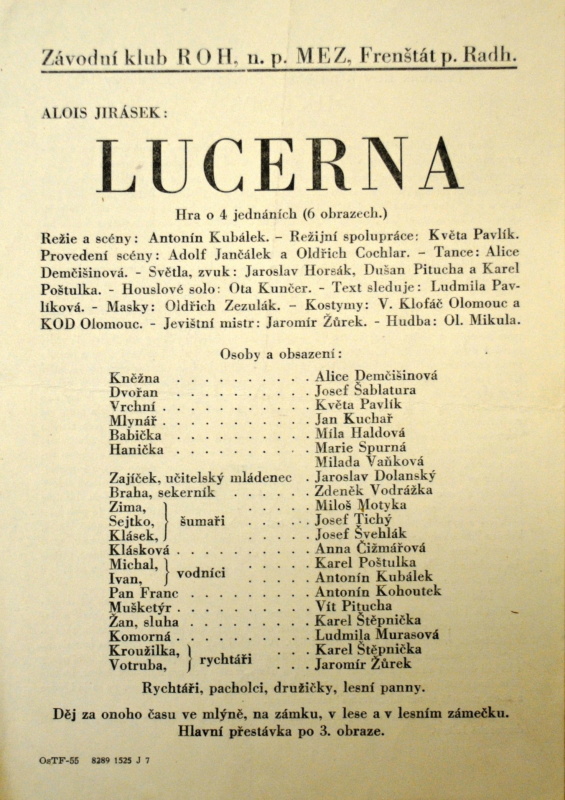 Závodní klub ROH, n. p. MEZ, Frenštát p. Radh.
ALOIS JIRÁSEK:
LUCERNA
Hra o 4 jednáních (6 obrazech.)
Režie a scény: Antonín Kubálek. – Režijní spolupráce: Květa Pavlík.
Provedení scény: Adolf Jančálek a Oldřich Cochlar. – Tance: Alice
Demčišinová. – Světla, zvuk: Jaroslav Horsák, Dušan Pitucha a Karel
Poštulka. – Houslové solo: Ota Kunčer. – Text sleduje: Ludmila Pav-
líková. – Masky: Oldřich Zezulák. – Kostymy: V. Klofáč Olomouc a
KOD Olomouc. – Jevištní mistr: Jaromír Žůrek. – Hudba: Ol. Mikula.
Osoby a obsazení:
Kněžna . . . . . . . . . . Alice Demčišinová
Dvořan . . . . . . . . . . Josef Šablatura
Vrchní . . . . . . . . . . . Květa Pavlík
Mlynář . . . . . . . . . . Jan Kuchař
Babička . . . . . . . . . . Míla Haldová
Hanička . . . . . . . . . . Marie Spurná
Milada Vaňková
Zajíček, učitelský mládenec . Jaroslav Dolanský
Braha, sekerník . . . . . . Zdeněk Vodrážka
Zima, } šumaři . . . . . Miloš Motyka
Sejtko, } šumaři . . . . . Josef Tichý
Klásek, } šumaři . . . . . Josef Švehlák
Klásková . . . . . . . . . . Anna Čižmářová
Michal, } vodníci . . . . . Karel Poštulka
Ivan, } vodníci . . . . . Antonín Kubálek
Pan Franc . . . . . . . . . Antonín Kohoutek
Mušketýr . . . . . . . . . Vít Pitucha
Žan, sluha . . . . . . . . . Karel Štěpnička
Komorná . . . . . . . . . . Ludmila Murasová
Kroužilka, } rychtáři . . . Karel Štěpnička
Votruba, } rychtáři . . . Jaromír Žůrek
Rychtáři, pacholci, družičky, lesní panny.
Děj za onoho času ve mlýně, na zámku, v lese a v lesním zámečku.
Hlavní přestávka po 3. obraze.
OaTF-55 8289 1525 J 7